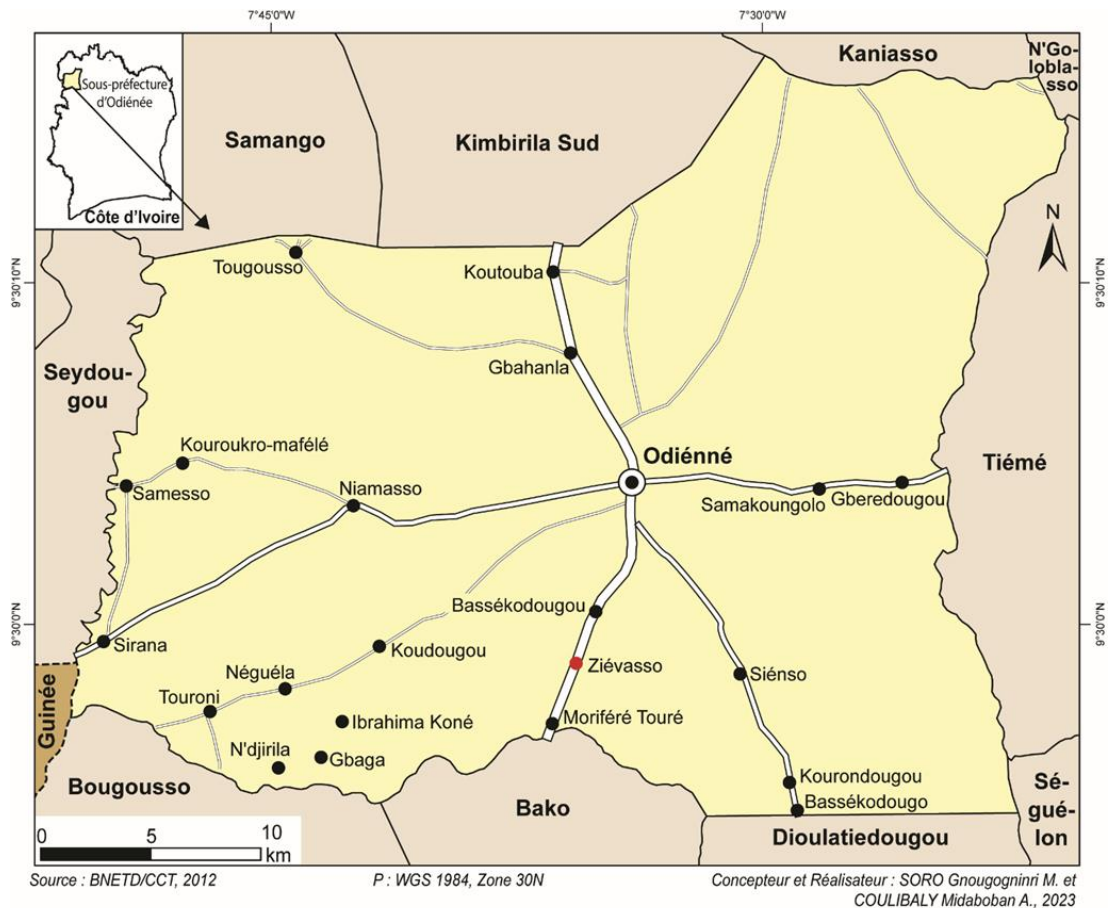 7°45'0"W
7°30'0"W
Sous-préfecture
d'Odiénée
Côte d'Ivoire
Samango
Kimbirila Sud
Kaniasso
N'Go-
lobla-
sso
N
9°30'10"N
9°30'01"N
Tougousso
Koutouba
Gbahanla
Seydou-
gou
Kouroukro-mafélé
Samesso
Niamasso
Odiénné
Samakoungolo
Gberedougou
Tiémé
9°30'0"N
9°30'0"N
Sirana
Bassékodougou
Koudougou
Ziévasso
Siénso
Néguéla
Touroni
Ibrahima Koné
Moriféré Touré
Guinée
N'djirila
Gbaga
Kourondougou
Bassékodougo
Bougousso
Bako
Dioulatiedougou
Sé-
gué-
lon
0 5 10
km
Source : BNETD/CCT, 2012
P : WGS 1984, Zone 30N
Concepteur et Réalisateur : SORO Gnougogninri M. et
COULIBALY Midaboban A., 2023